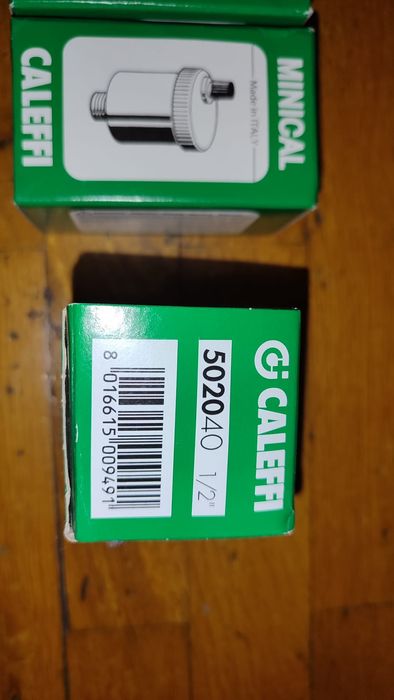 MINICAL
Made in ITALY
CALEFFI
CALEFFI
502040 1/2"
8 016615 009491